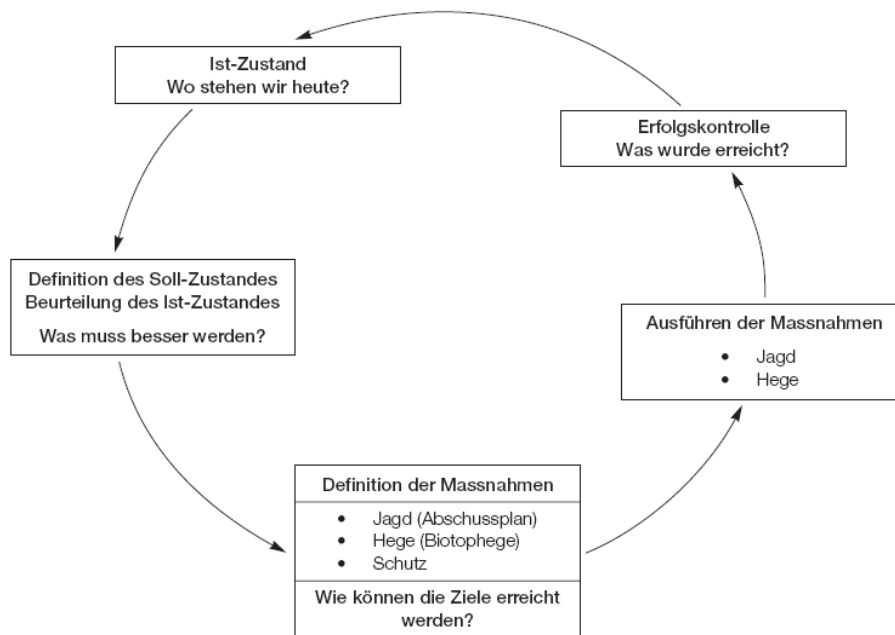 Ist-Zustand
Wo stehen wir heute?
Erfolgskontrolle
Was wurde erreicht?
Definition des Soll-Zustandes
Beurteilung des Ist-Zustandes
Was muss besser werden?
Ausführen der Massnahmen
• Jagd
• Hege
Definition der Massnahmen
• Jagd (Abschussplan)
• Hege (Biotophege)
• Schutz
Wie können die Ziele erreicht
werden?